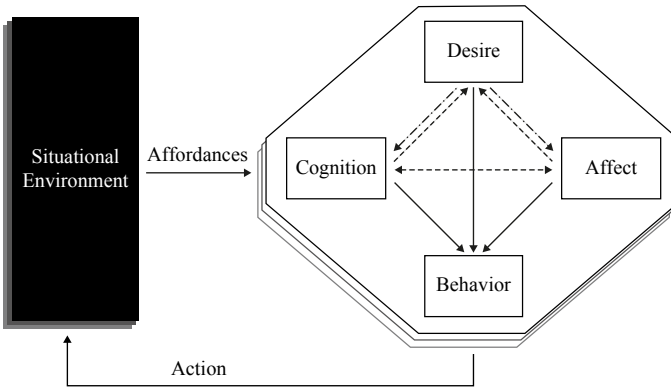 Desire
Situational
Environment
Affordances
Cognition
Affect
Behavior
Action